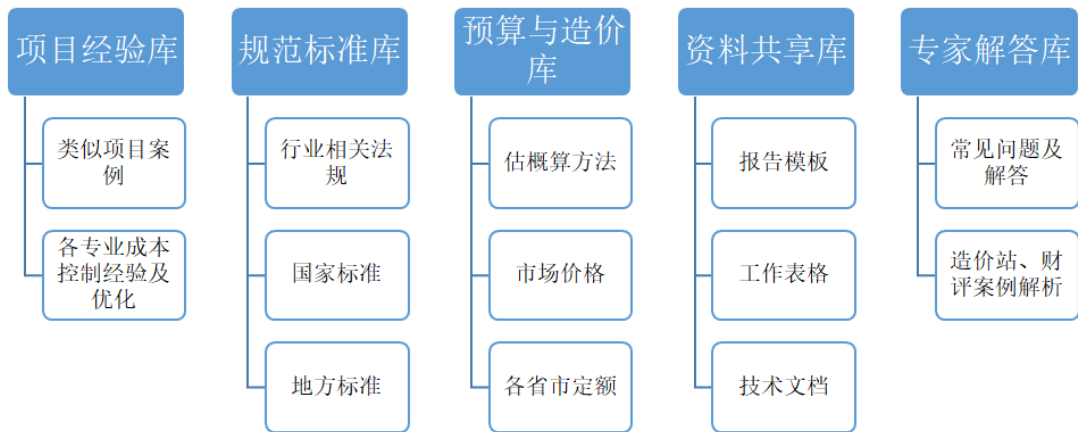 项目经验库
类似项目案
例
各专业成本
控制经验及
优化
规范标准库
行业相关法
规
国家标准
地方标准
预算与造价
库
估概算方法
市场价格
各省市定额
资料共享库
报告模板
工作表格
技术文档
专家解答库
常见问题及
解答
造价站、财
评案例解析